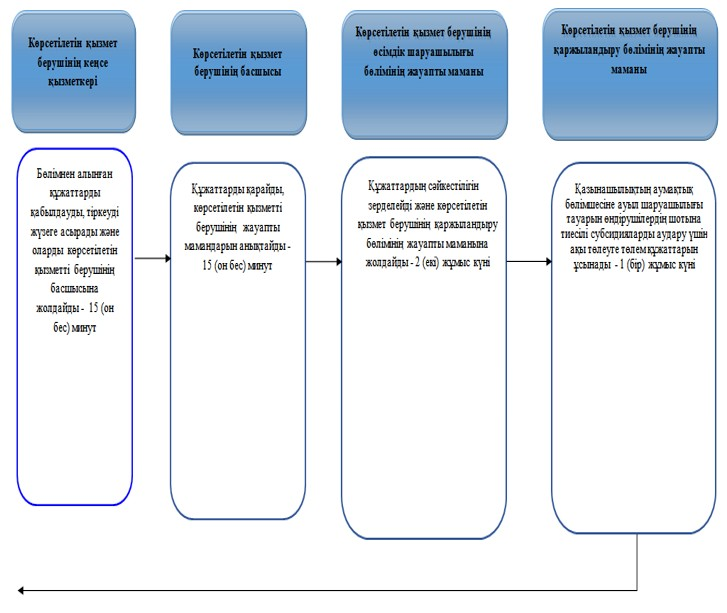 Көрсетілетін қызмет
берушінің кеңсе
қызметкері
Көрсетілетін қызмет
берушінің басшысы
Көрсетілетін қызмет берушінің
өсімдік шаруашылығы
бөлімінің жауапты маманы
Көрсетілетін қызмет берушінің
қаржыландыру бөлімінің жауапты
маманы
Бөлімнен алынған
құжаттарды
қабылдауды, тіркеуді
жүзеге асырады және
оларды көрсетілетін
қызметті берушінің
басшысына
жолдайды - 15 (он
бес) минут
Құжаттарды қарайды,
көрсетілетін қызметті
берушінің жауапты
мамандарын анықтайды -
15 (он бес) минут
Құжаттардың сәйкестілігін
зерделейді және көрсетілетін
қызмет берушінің қаржыландыру
бөлімінің жауапты маманына
жолдайды - 2 (екі) жұмыс күні
Қазынашылықтың аумақтық
бөлімшесіне ауыл шаруашылығы
тауарын өндірушілердің шотына
тиесілі субсидияларды аудару үшін
ақы төлеуге төлем құжаттарын
ұсынады - 1 (бір) жұмыс күні